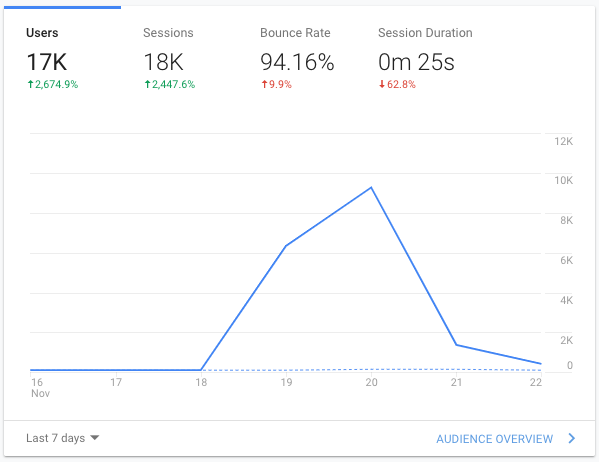 Users Sessions Bounce Rate Session Duration
17K 18K 94.16% 0m 25s
↑2,674.9% ↑2,447.6% ↑9.9% ↓62.8%
12K
10K
8K
6K
4K
2K
0
16 17 18 19 20 21 22
Nov
Last 7 days AUDIENCE OVERVIEW